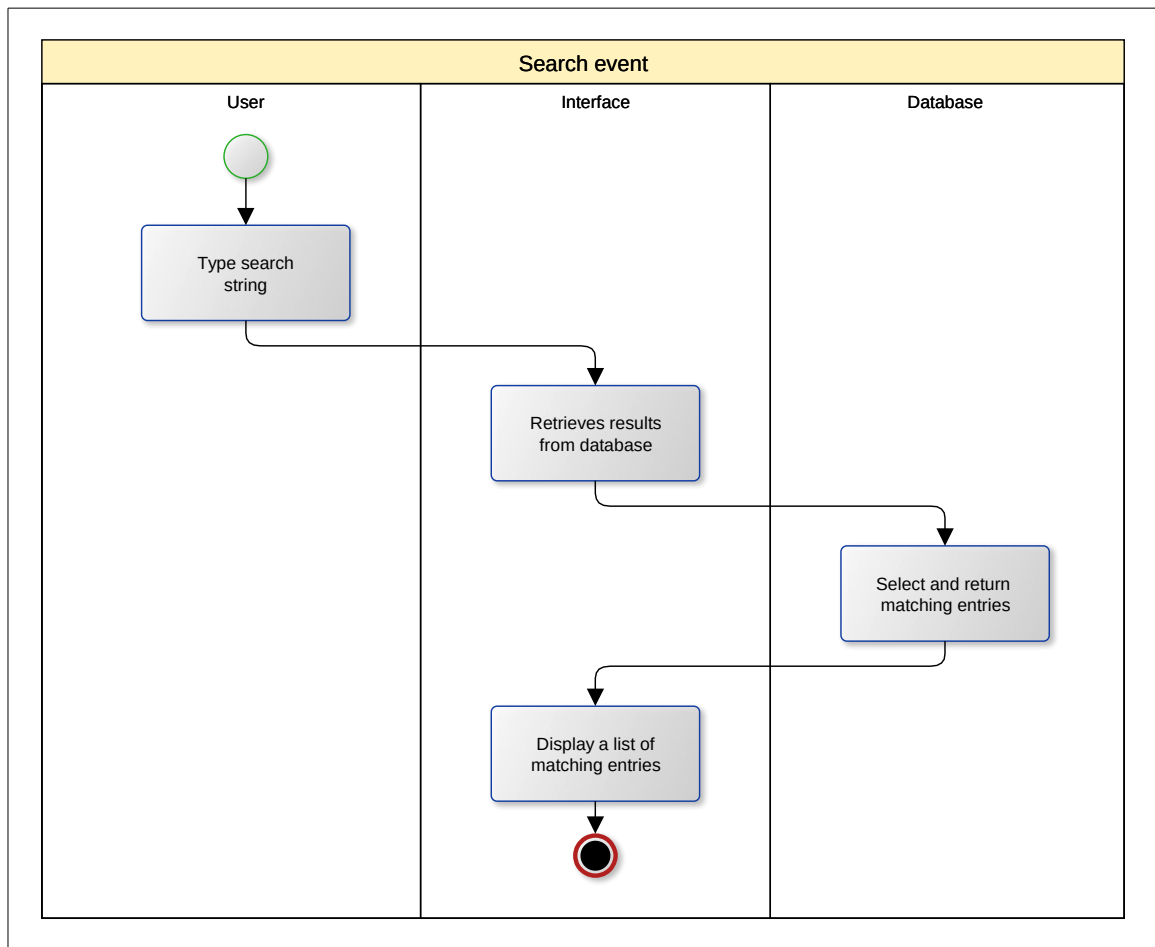 Search event
User
Interface
Database
Type search
string
Retrieves results
from database
Select and return
matching entries
Display a list of
matching entries